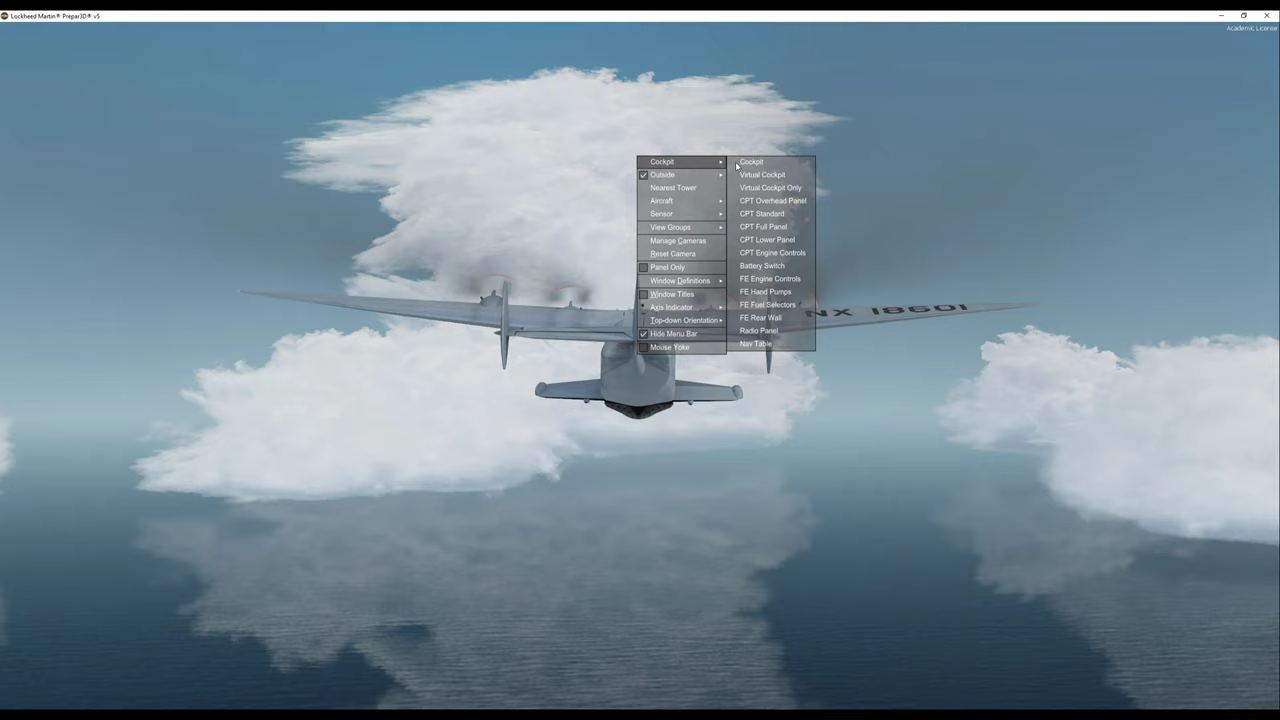 Lockheed Martin® Prepar3D® v5
Academic License
Cockpit
Outside
Nearest Tower
Aircraft
Sensor
View Groups
Manage Cameras
Reset Camera
Panel Only
Window Definitions
Window Titles
Axis Indicator
Top-down Orientation
Hide Menu Bar
Mouse Yoke
Cockpit
Virtual Cockpit
Virtual Cockpit Only
CPT Overhead Panel
CPT Standard
CPT Full Panel
CPT Lower Panel
CPT Engine Controls
Battery Switch
FE Engine Controls
FE Hand Pumps
FE Fuel Selectors
FE Rear Wall
Radio Panel
Nav Table
NX 18601